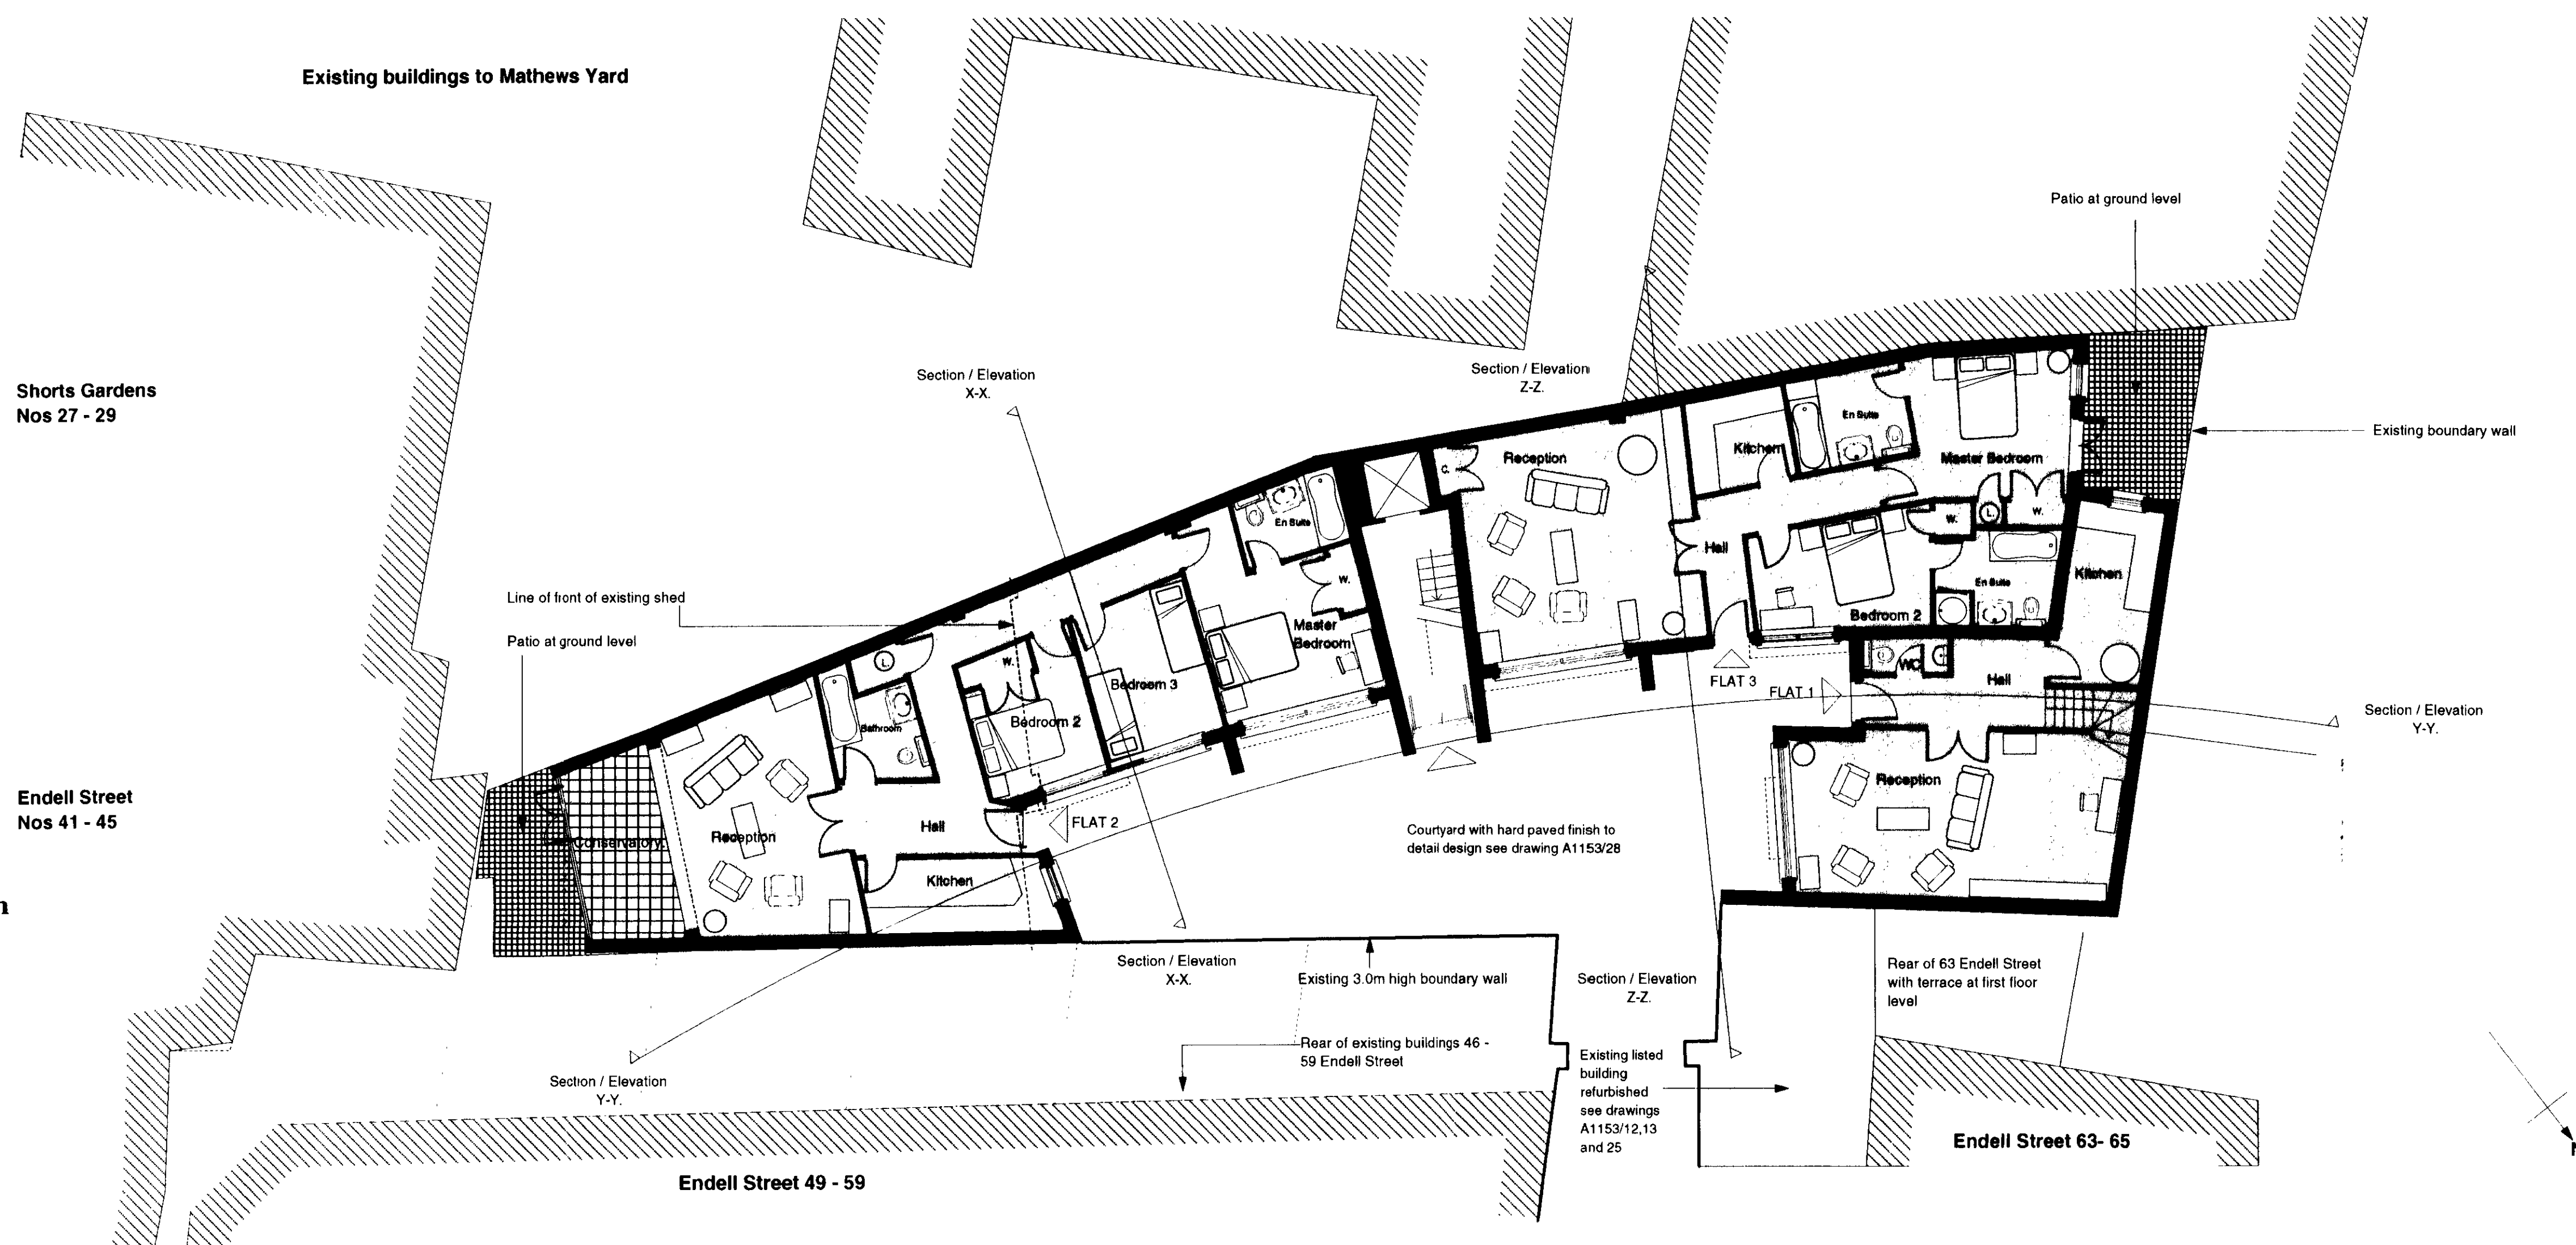 Existing buildings to Mathews Yard
Patio at ground level
Shorts Gardens
Nos 27 - 29
Section / Elevation
X-X.
Section / Elevation
Z-Z.
Existing boundary wall
En Suite
Kitchen
Master Bedroom
C.
Reception
W.
L.
W.
En Suite
Hall
Bedroom 2
En Suite
Kitchen
W.
Line of front of existing shed
Patio at ground level
Master
Bedroom
L.
W.
Bedroom 3
Bedroom 2
Bathroom
WC
Hall
FLAT 3
FLAT 1
Section / Elevation
Y-Y.
Reception
Endell Street
Nos 41 - 45
Conservatory
Reception
Hall
FLAT 2
Kitchen
Courtyard with hard paved finish to
detail design see drawing A1153/28
n
Section / Elevation
X-X.
Existing 3.0m high boundary wall
Section / Elevation
Z-Z.
Rear of 63 Endell Street
with terrace at first floor
level
Rear of existing buildings 46 -
59 Endell Street
Existing listed
building
refurbished
see drawings
A1153/12,13
and 25
Section / Elevation
Y-Y.
Endell Street 63- 65
Endell Street 49 - 59